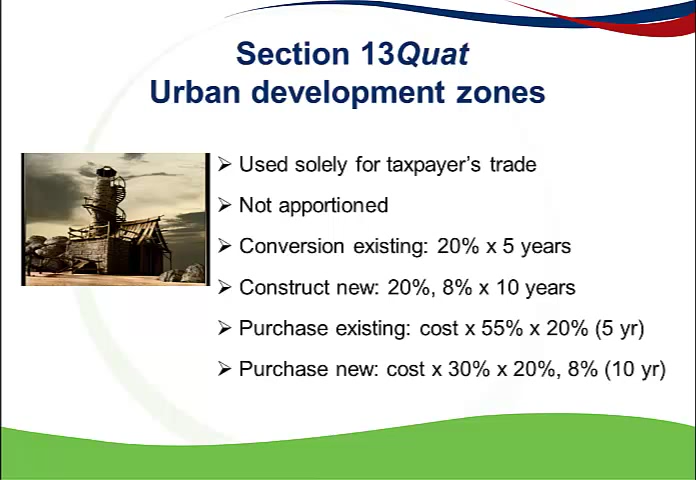 Section 13Quat
Urban development zones
➢ Used solely for taxpayer's trade
➢ Not apportioned
➢ Conversion existing: 20% x 5 years
➢ Construct new: 20%, 8% x 10 years
➢ Purchase existing: cost x 55% x 20% (5 yr)
➢ Purchase new: cost x 30% x 20%, 8% (10 yr)